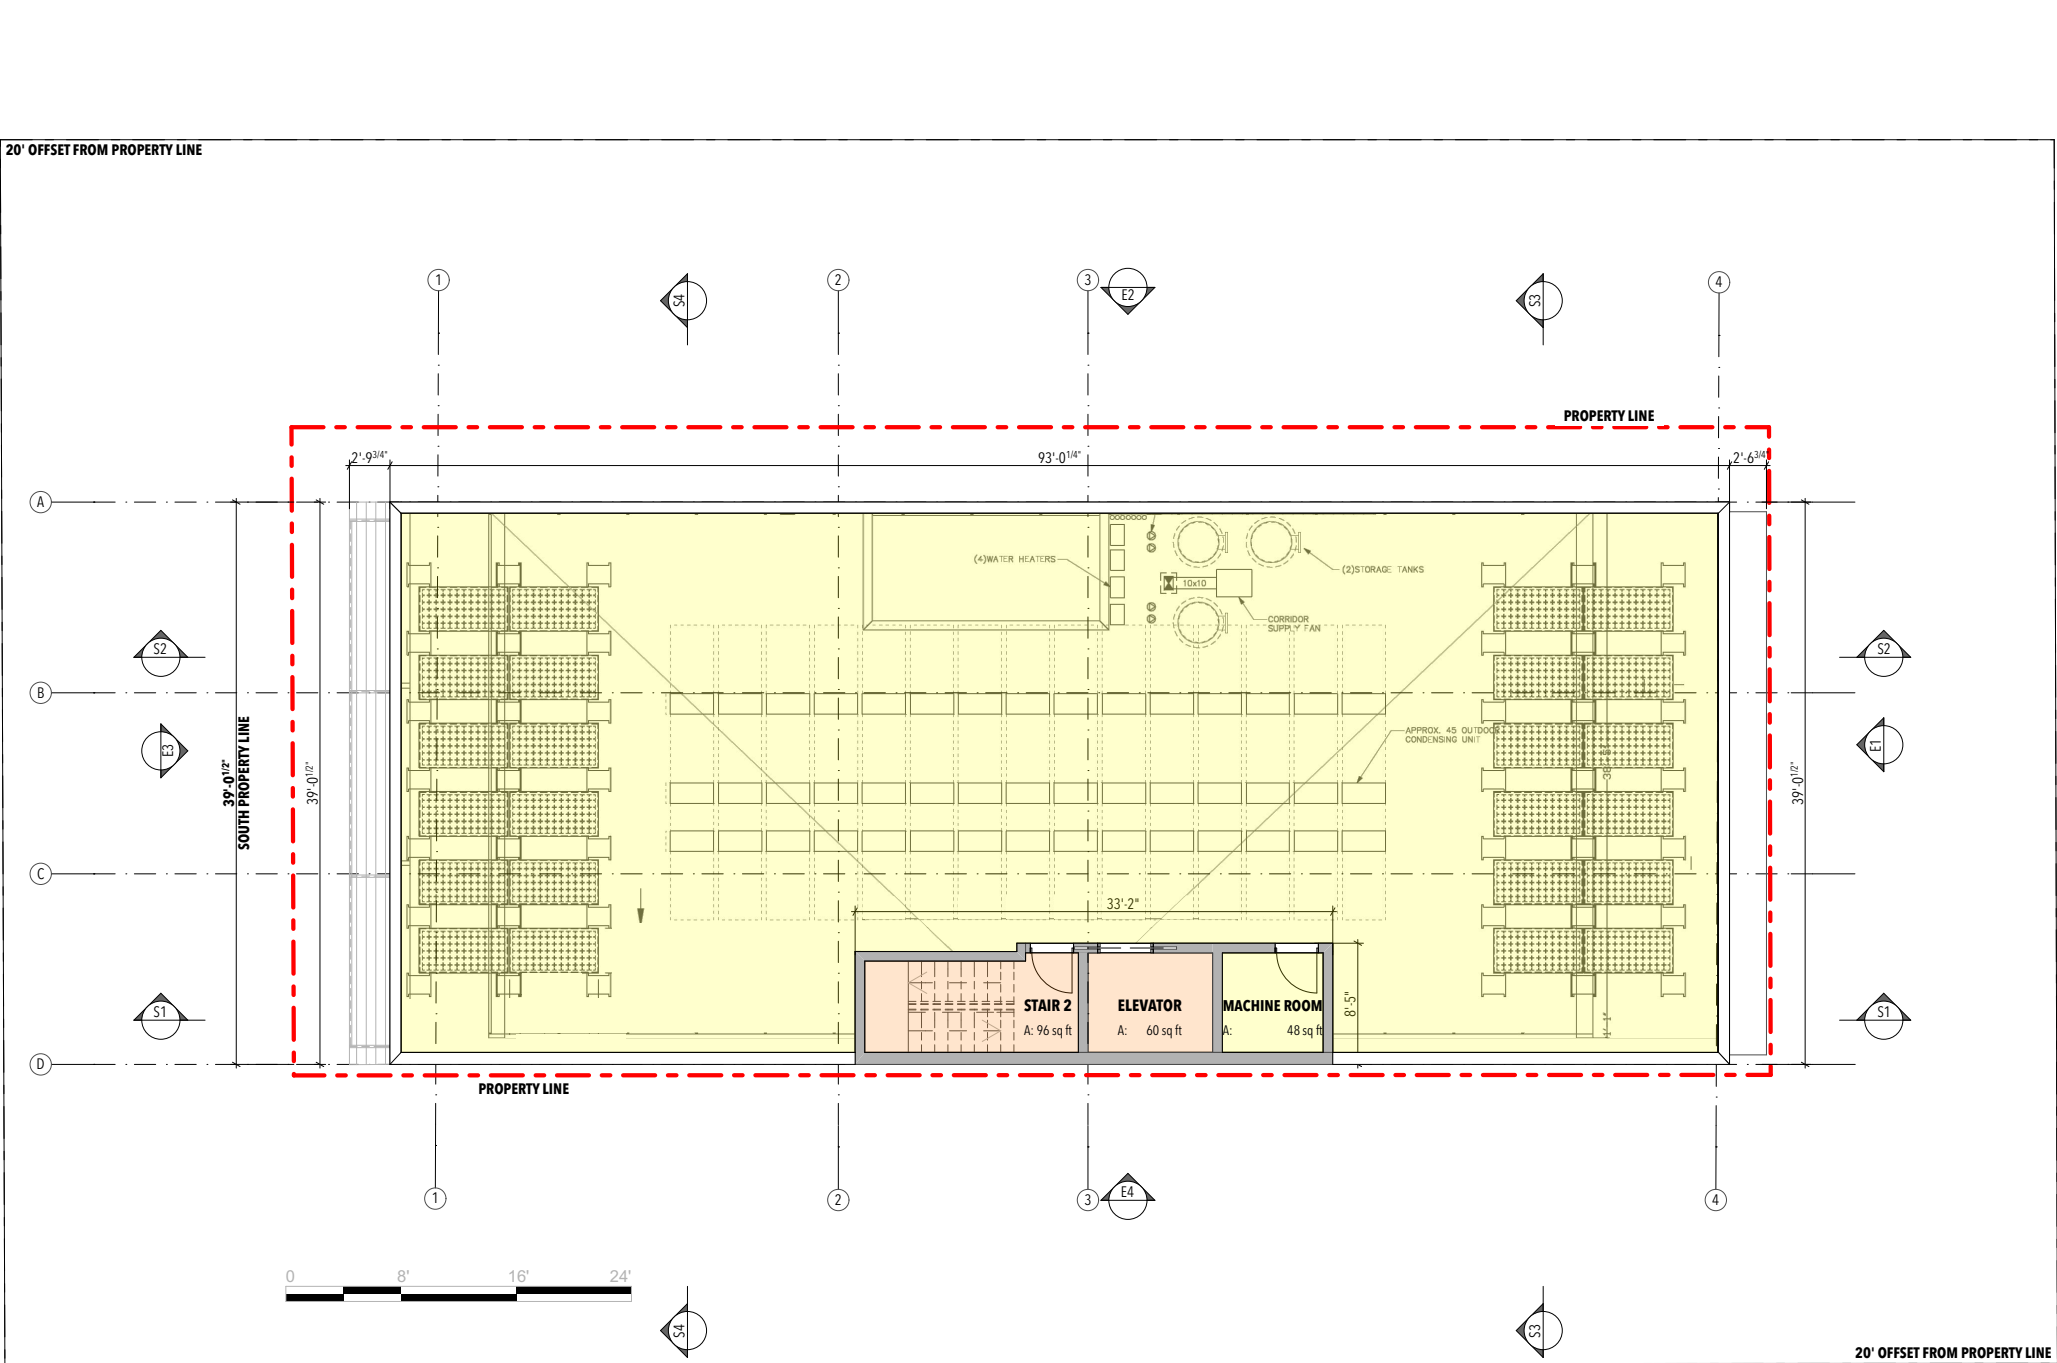 20' OFFSET FROM PROPERTY LINE
1
2
3
4
S4
E2
S3
PROPERTY LINE
2'-9 3/4"
93'-0 1/4"
2'-6 3/4"
A
(4)WATER HEATERS
(2)STORAGE TANKS
10x10
CORRIDOR
SUPPLY FAN
S2
S2
B
39'-0 1/2"
SOUTH PROPERTY LINE
39'-0 1/2"
E3
APPROX. 45 OUTDOOR
CONDENSING UNIT
E1
39'-0 1/2"
C
33'-2"
8'-5"
S1
STAIR 2
A: 96 sq ft
ELEVATOR
A: 60 sq ft
MACHINE ROOM
A: 48 sq ft
S1
D
PROPERTY LINE
1
2
3
E4
4
0 8' 16' 24'
S4
S3
20' OFFSET FROM PROPERTY LINE